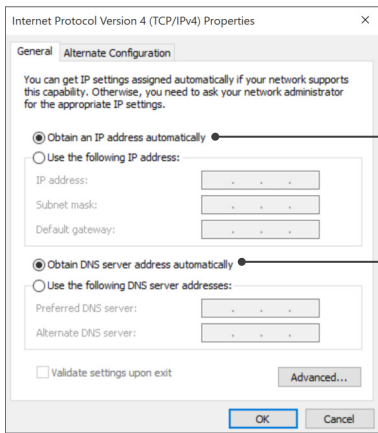 Internet Protocol Version 4 (TCP/IPv4) Properties
General
Alternate Configuration
You can get IP settings assigned automatically if your network supports
this capability. Otherwise, you need to ask your network administrator
for the appropriate IP settings.
Obtain an IP address automatically
Use the following IP address:
IP address:
Subnet mask:
Default gateway:
Obtain DNS server address automatically
Use the following DNS server addresses:
Preferred DNS server:
Alternate DNS server:
Validate settings upon exit
Advanced...
OK
Cancel